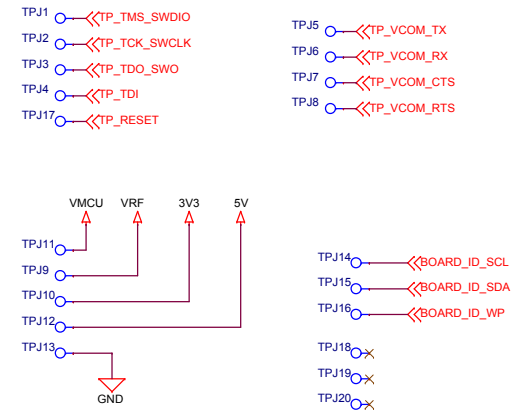 TPJ1 TP_TMS_SWDIO
TPJ2 TP_TCK_SWCLK
TPJ3 TP_TDO_SWO
TPJ4 TP_TDI
TPJ17 TP_RESET
TPJ5 TP_VCOM_TX
TPJ6 TP_VCOM_RX
TPJ7 TP_VCOM_CTS
TPJ8 TP_VCOM_RTS
VMCU VRF 3V3 5V
TPJ11
TPJ9
TPJ10
TPJ12
TPJ13
GND
TPJ14 BOARD_ID_SCL
TPJ15 BOARD_ID_SDA
TPJ16 BOARD_ID_WP
TPJ18
TPJ19
TPJ20